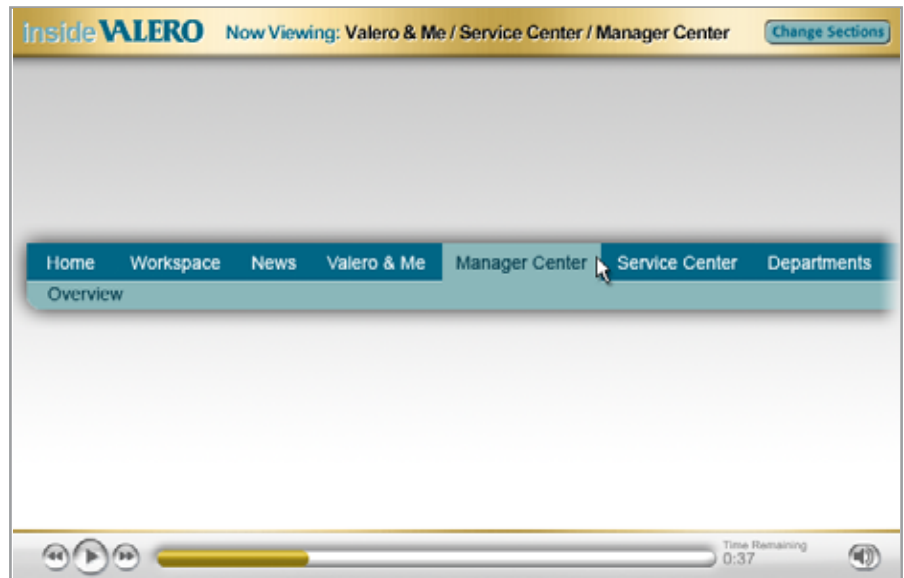 inside VALERO Now Viewing: Valero & Me / Service Center / Manager Center Change Sections
Home Workspace News Valero & Me Manager Center Service Center Departments
Overview
Time Remaining
0:37